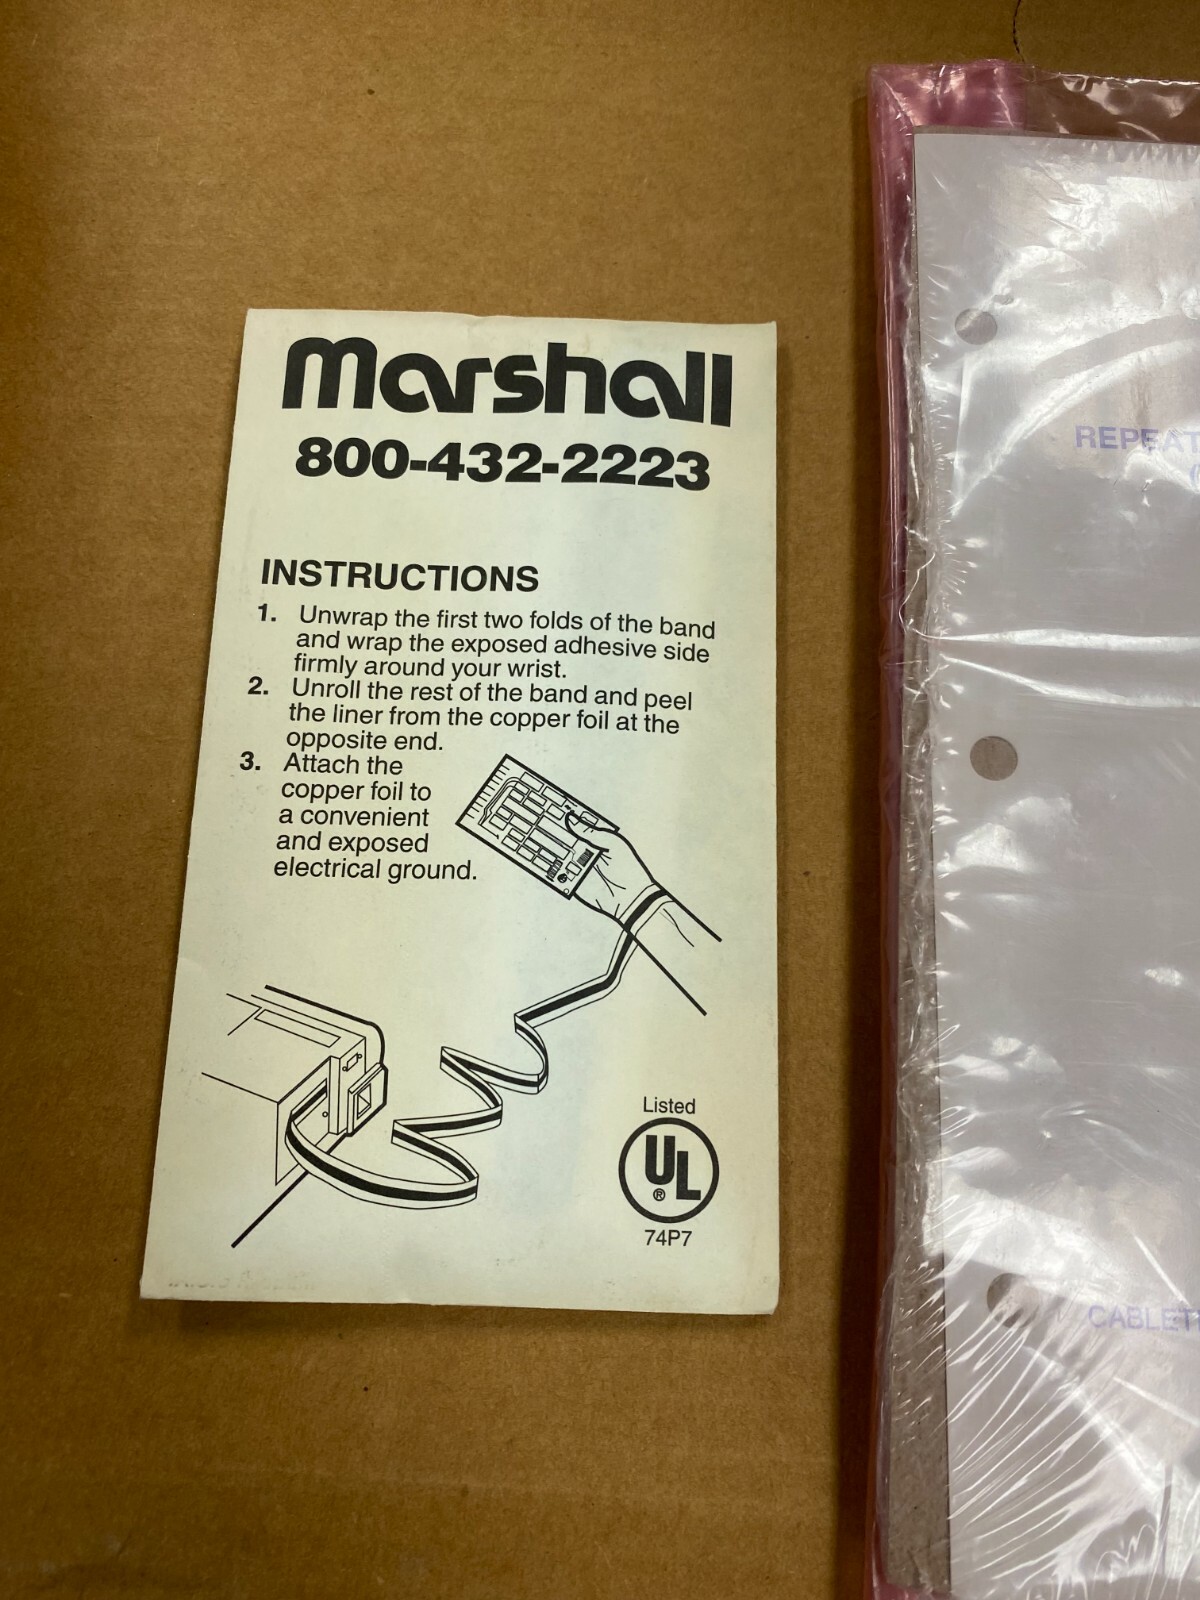 Marshall
800-432-2223
INSTRUCTIONS
1. Unwrap the first two folds of the band
and wrap the exposed adhesive side
firmly around your wrist.
2. Unroll the rest of the band and peel
the liner from the copper foil at the
opposite end.
3. Attach the
copper foil to
a convenient
and exposed
electrical ground.
Listed
UL
®
74P7